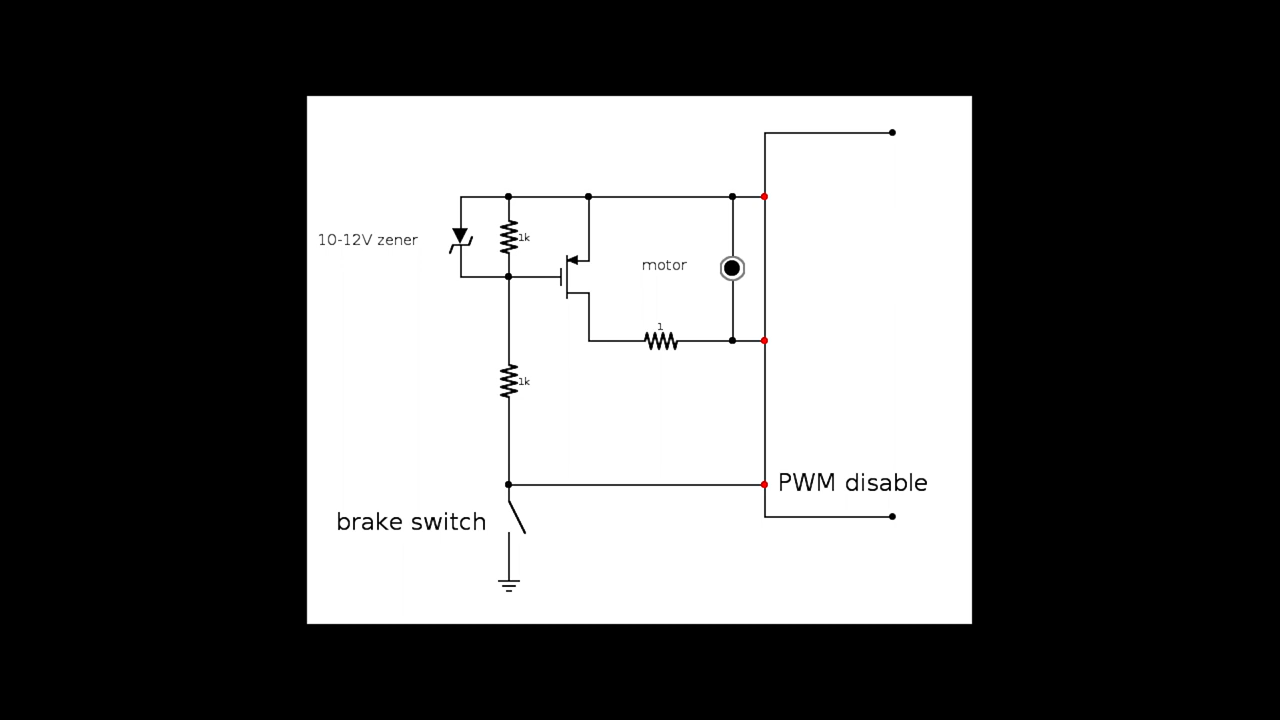 10-12V zener
1k
motor
1
1k
PWM disable
brake switch